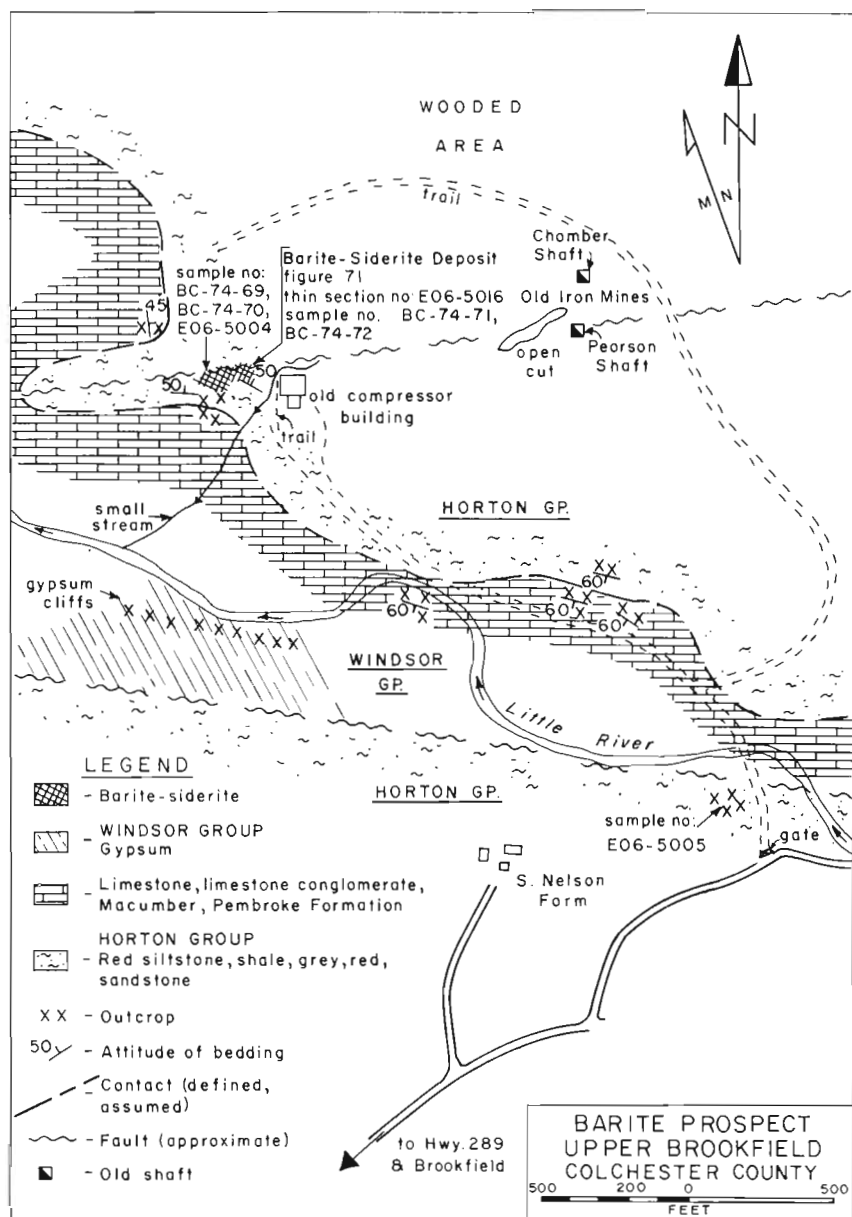 WOODED
AREA
trail
N
M N
Chamber
Shaft
Old Iron Mines
open
cut
Peorson
Shaft
sample no:
BC-74-69,
BC-74-70,
E06-5004
Barite-Siderite Deposit
figure 71
thin section no. E06-5016
sample no. BC-74-71,
BC-74-72
45
50
50
old compressor
building
trail
small
stream
HORTON GP.
gypsum
cliffs
60
60
60
60
WINDSOR
GP.
Little River
HORTON GP.
sample no:
E06-5005
gate
S. Nelson
Form
LEGEND
- Barite-siderite
- WINDSOR GROUP
Gypsum
- Limestone, limestone conglomerate,
Macumber, Pembroke Formation
HORTON GROUP
- Red siltstone, shale, grey, red,
sandstone
X X - Outcrop
50 - Attitude of bedding
- Contact (defined,
assumed)
- Fault (approximate)
- Old shaft
to Hwy. 289
& Brookfield
BARITE PROSPECT
UPPER BROOKFIELD
COLCHESTER COUNTY
500 0 500
FEET